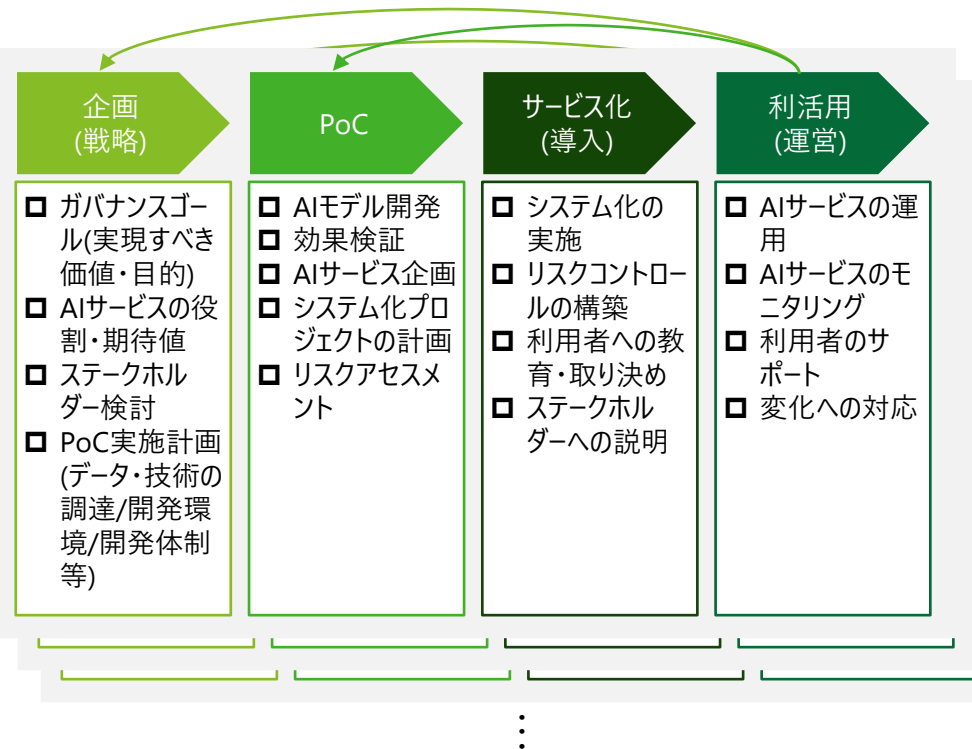 企画
(戦略)
PoC
サービス化
(導入)
利活用
(運営)
ガバナンスゴー
ル(実現すべき
価値・目的)
AIサービスの役
割・期待値
ステークホル
ダー検討
PoC実施計画
(データ・技術の
調達/開発環
境/開発体制
等)
AIモデル開発
効果検証
AIサービス企画
システム化プロ
ジェクトの計画
リスクアセスメ
ント
システム化の
実施
リスクコントロー
ルの構築
利用者への教
育・取り決め
ステークホル
ダーへの説明
AIサービスの運
用
AIサービスのモ
ニタリング
利用者のサ
ポート
変化への対応